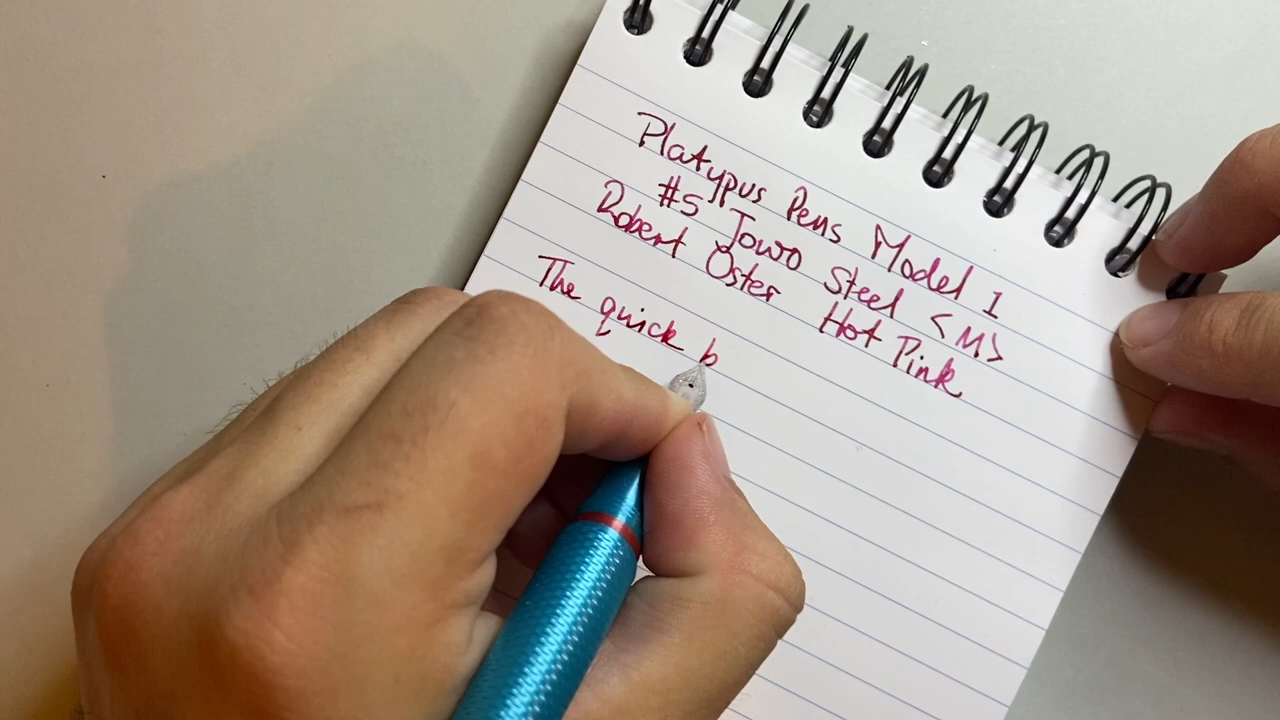 Platypus Pens Model 1
#5 Jowo Steel <M>
Robert Oster Hot Pink
The quick b